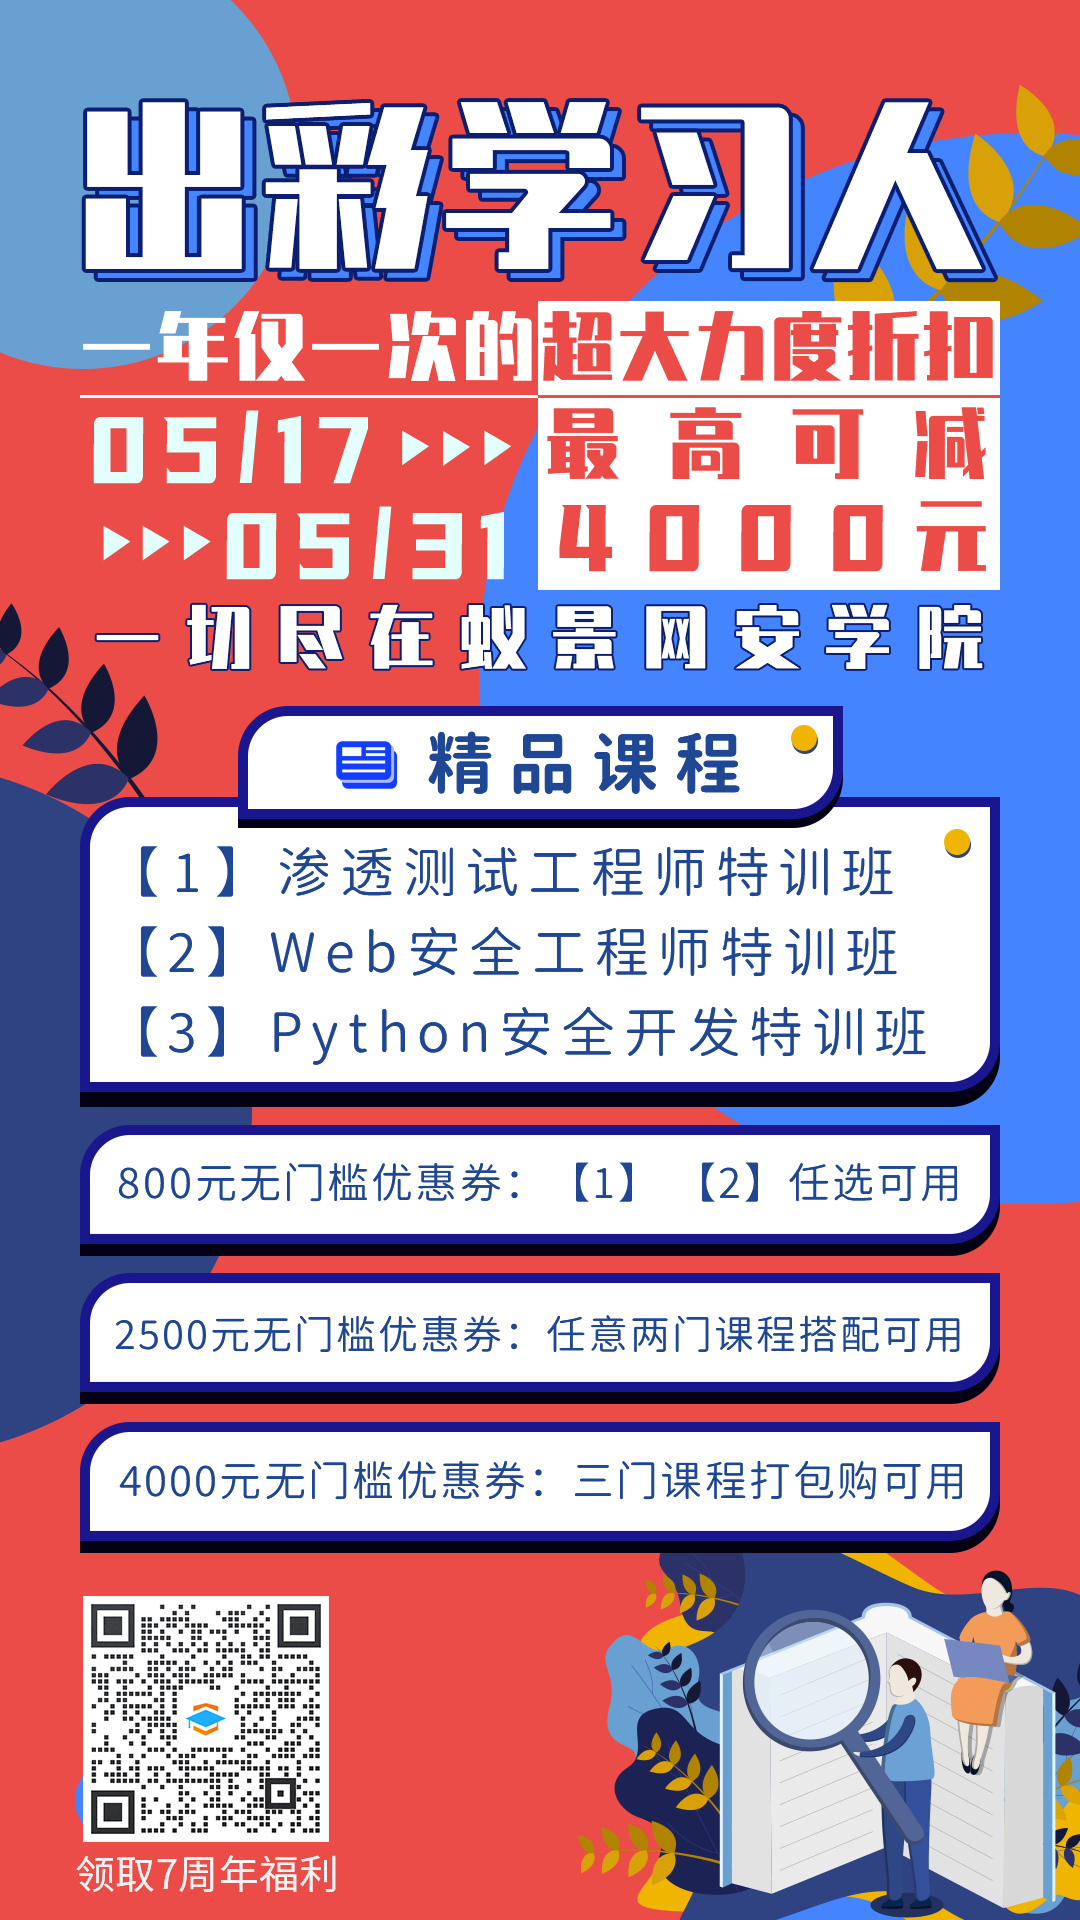 出彩学习人
一年仅一次的超大力度折扣
05/17
最高可减
05/31
4000元
一切尽在蚁景网安学院
精品课程
【1】渗透测试工程师特训班
【2】Web安全工程师特训班
【3】Python安全开发特训班
800元无门槛优惠券：【1】 【2】任选可用
2500元无门槛优惠券：任意两门课程搭配可用
4000元无门槛优惠券：三门课程打包购可用
领取7周年福利